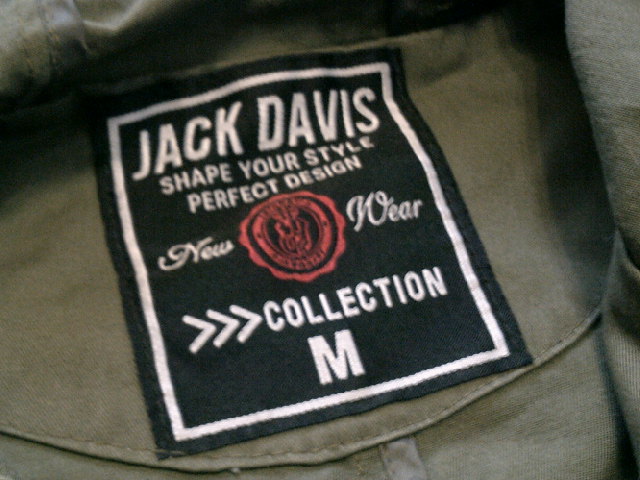 JACK DAVIS
SHAPE YOUR STYLE
PERFECT DESIGN
New Wear
>>>COLLECTION
M